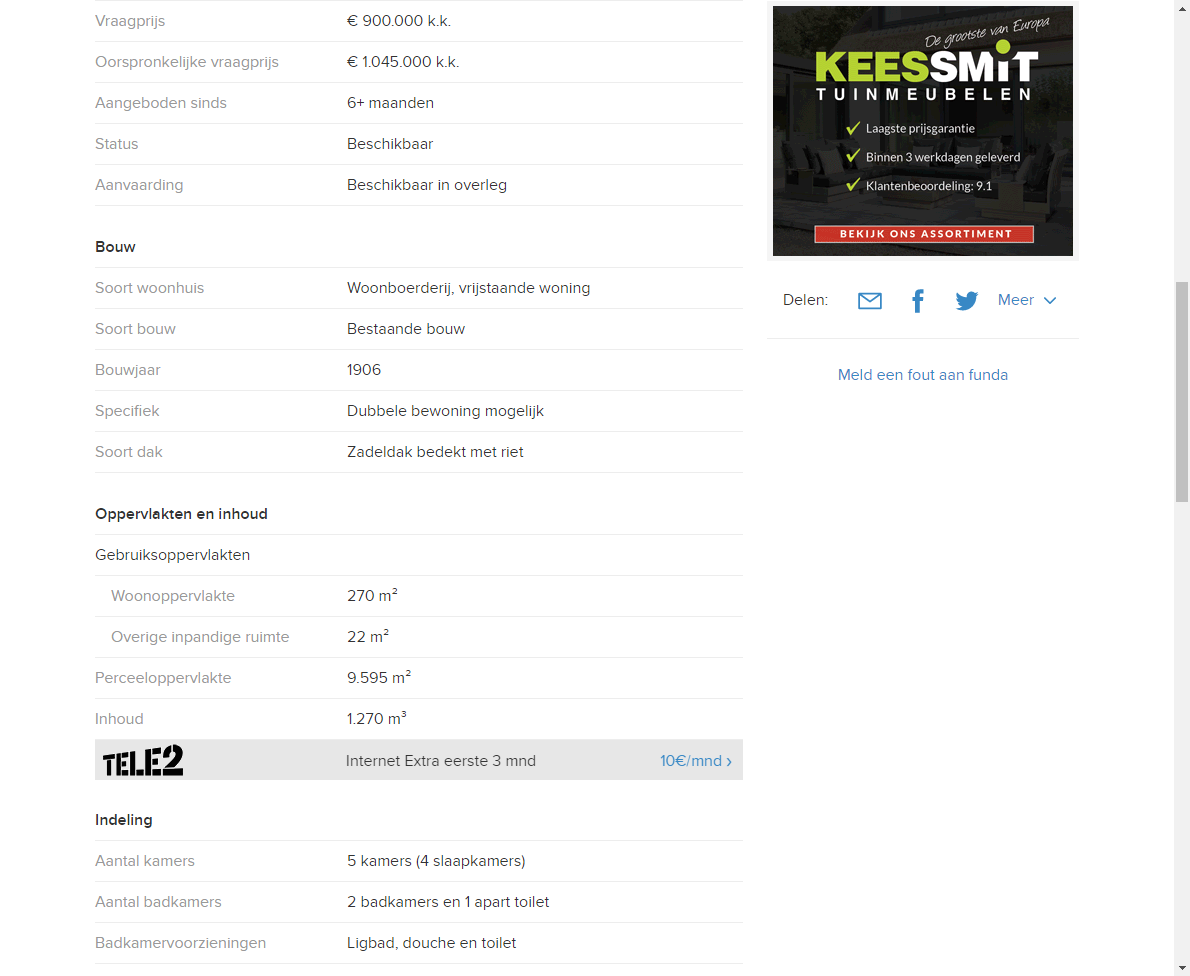 Vraagprijs € 900.000 k.k.
Oorspronkelijke vraagprijs € 1.045.000 k.k.
Aangeboden sinds 6+ maanden
Status Beschikbaar
Aanvaarding Beschikbaar in overleg
Bouw
Soort woonhuis Woonboerderij, vrijstaande woning
Soort bouw Bestaande bouw
Bouwjaar 1906
Specifiek Dubbele bewoning mogelijk
Soort dak Zadeldak bedekt met riet
Oppervlakten en inhoud
Gebruiksoppervlakten
Woonoppervlakte 270 m²
Overige inpandige ruimte 22 m²
Perceeloppervlakte 9.595 m²
Inhoud 1.270 m³
TELE2 Internet Extra eerste 3 mnd 10€/mnd ›
Indeling
Aantal kamers 5 kamers (4 slaapkamers)
Aantal badkamers 2 badkamers en 1 apart toilet
Badkamervoorzieningen Ligbad, douche en toilet
De grootste van Europa
KEESSMiT
TUINMEUBELEN
Laagste prijsgarantie
Binnen 3 werkdagen geleverd
Klantenbeoordeling: 9.1
BEKIJK ONS ASSORTIMENT
Delen: Meer
Meld een fout aan funda